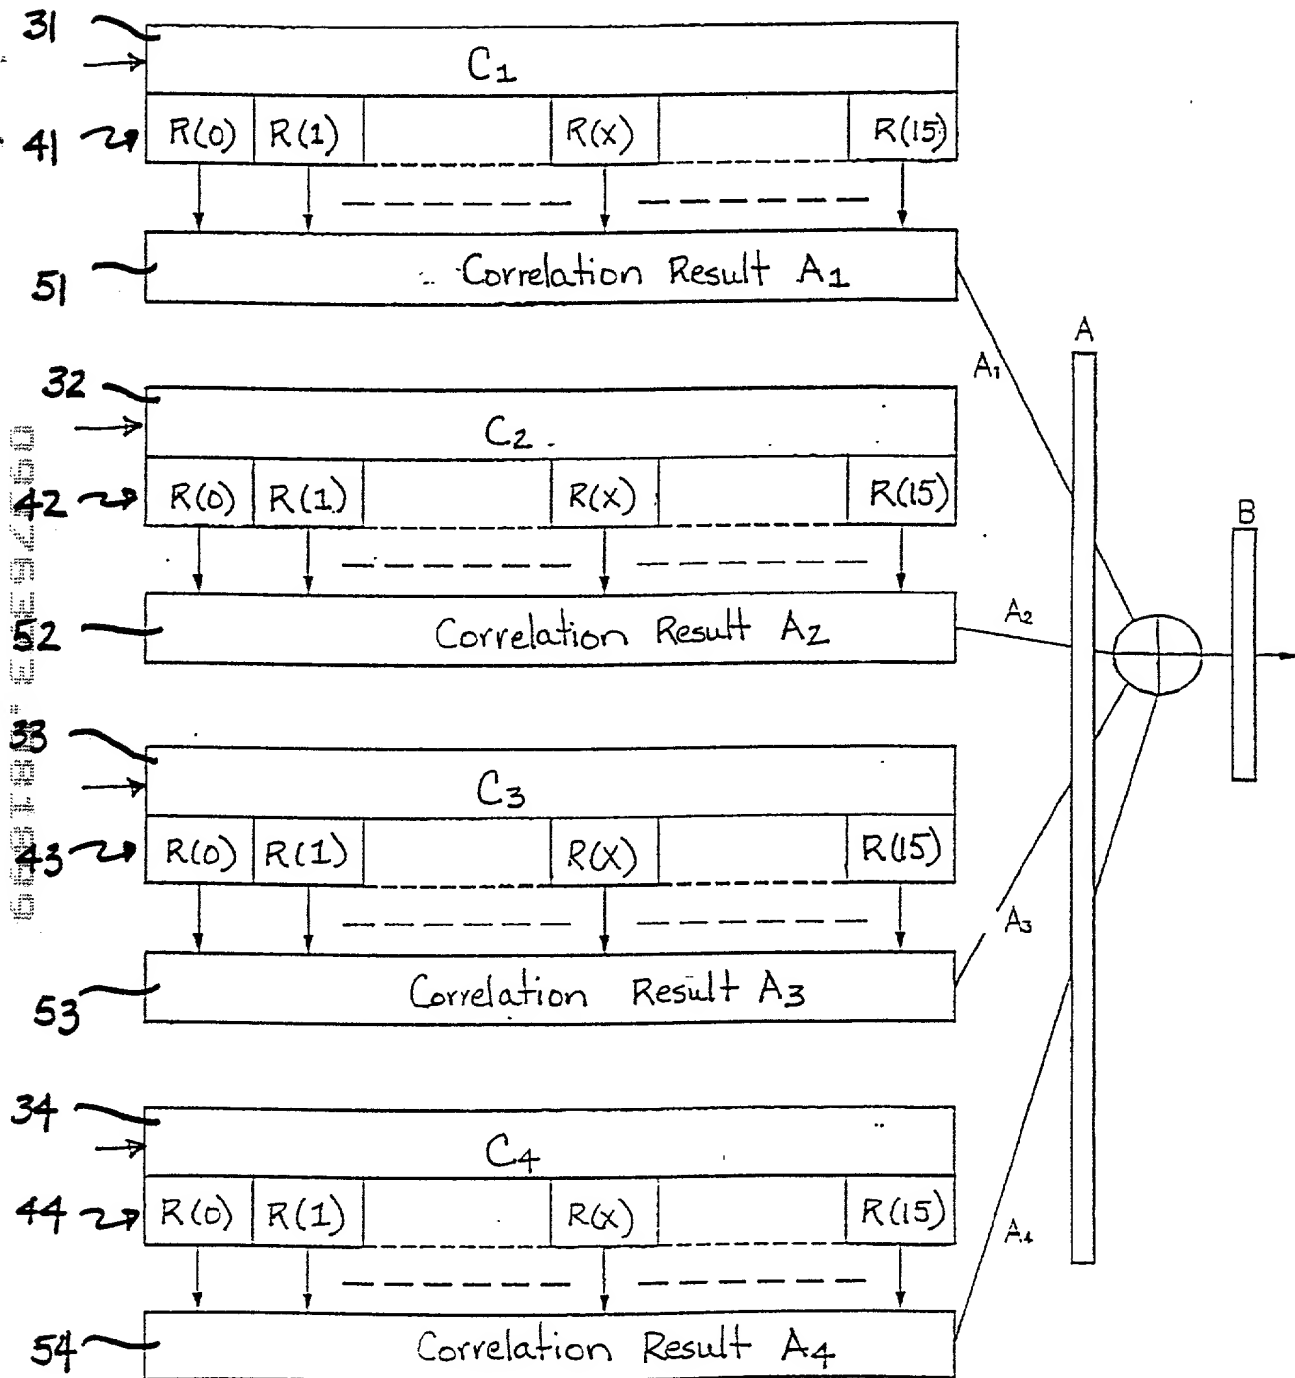 31
C1
41
R(0) R(1) R(x) R(15)
51
Correlation Result A1
A
A1
32
C2
42
R(0) R(1) R(x) R(15)
B
52
Correlation Result A2
A2
33
C3
43
R(0) R(1) R(x) R(15)
A3
53
Correlation Result A3
34
C4
44
R(0) R(1) R(x) R(15)
A4
54
Correlation Result A4